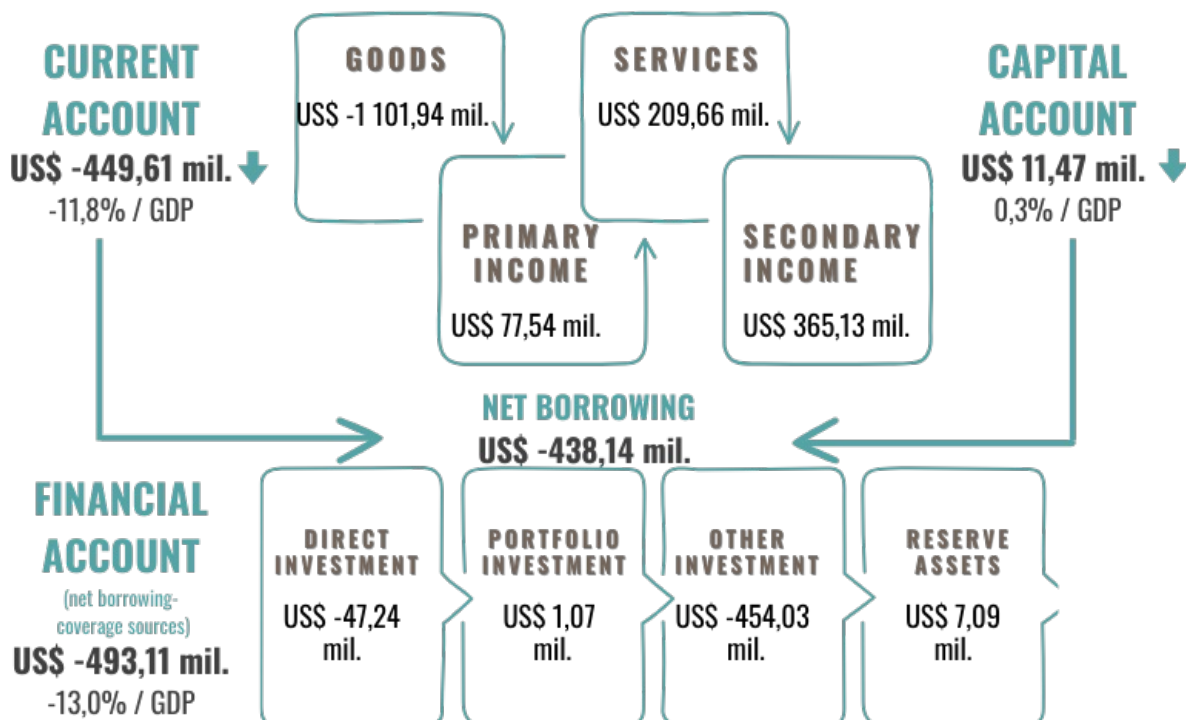 CURRENT
ACCOUNT
US$ -449,61 mil.
-11,8% / GDP
GOODS
US$ -1 101,94 mil.
SERVICES
US$ 209,66 mil.
CAPITAL
ACCOUNT
US$ 11,47 mil.
0,3% / GDP
PRIMARY
INCOME
US$ 77,54 mil.
SECONDARY
INCOME
US$ 365,13 mil.
NET BORROWING
US$ -438,14 mil.
FINANCIAL
ACCOUNT
(net borrowing-
coverage sources)
US$ -493,11 mil.
-13,0% / GDP
DIRECT
INVESTMENT
US$ -47,24
mil.
PORTFOLIO
INVESTMENT
US$ 1,07
mil.
OTHER
INVESTMENT
US$ -454,03
mil.
RESERVE
ASSETS
US$ 7,09
mil.